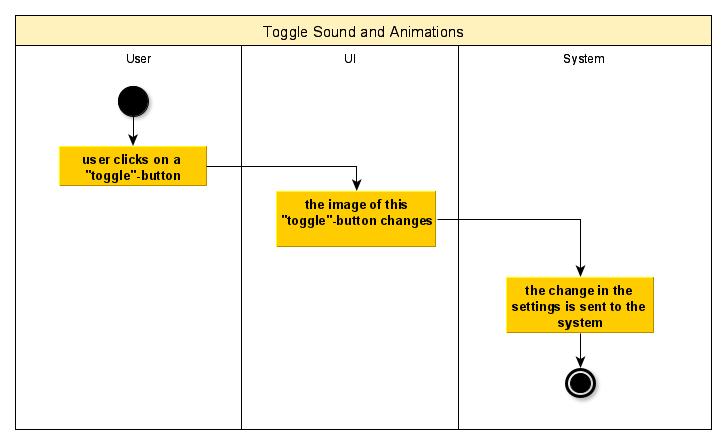 Toggle Sound and Animations
User
UI
System
user clicks on a
"toggle"-button
the image of this
"toggle"-button changes
the change in the
settings is sent to the
system